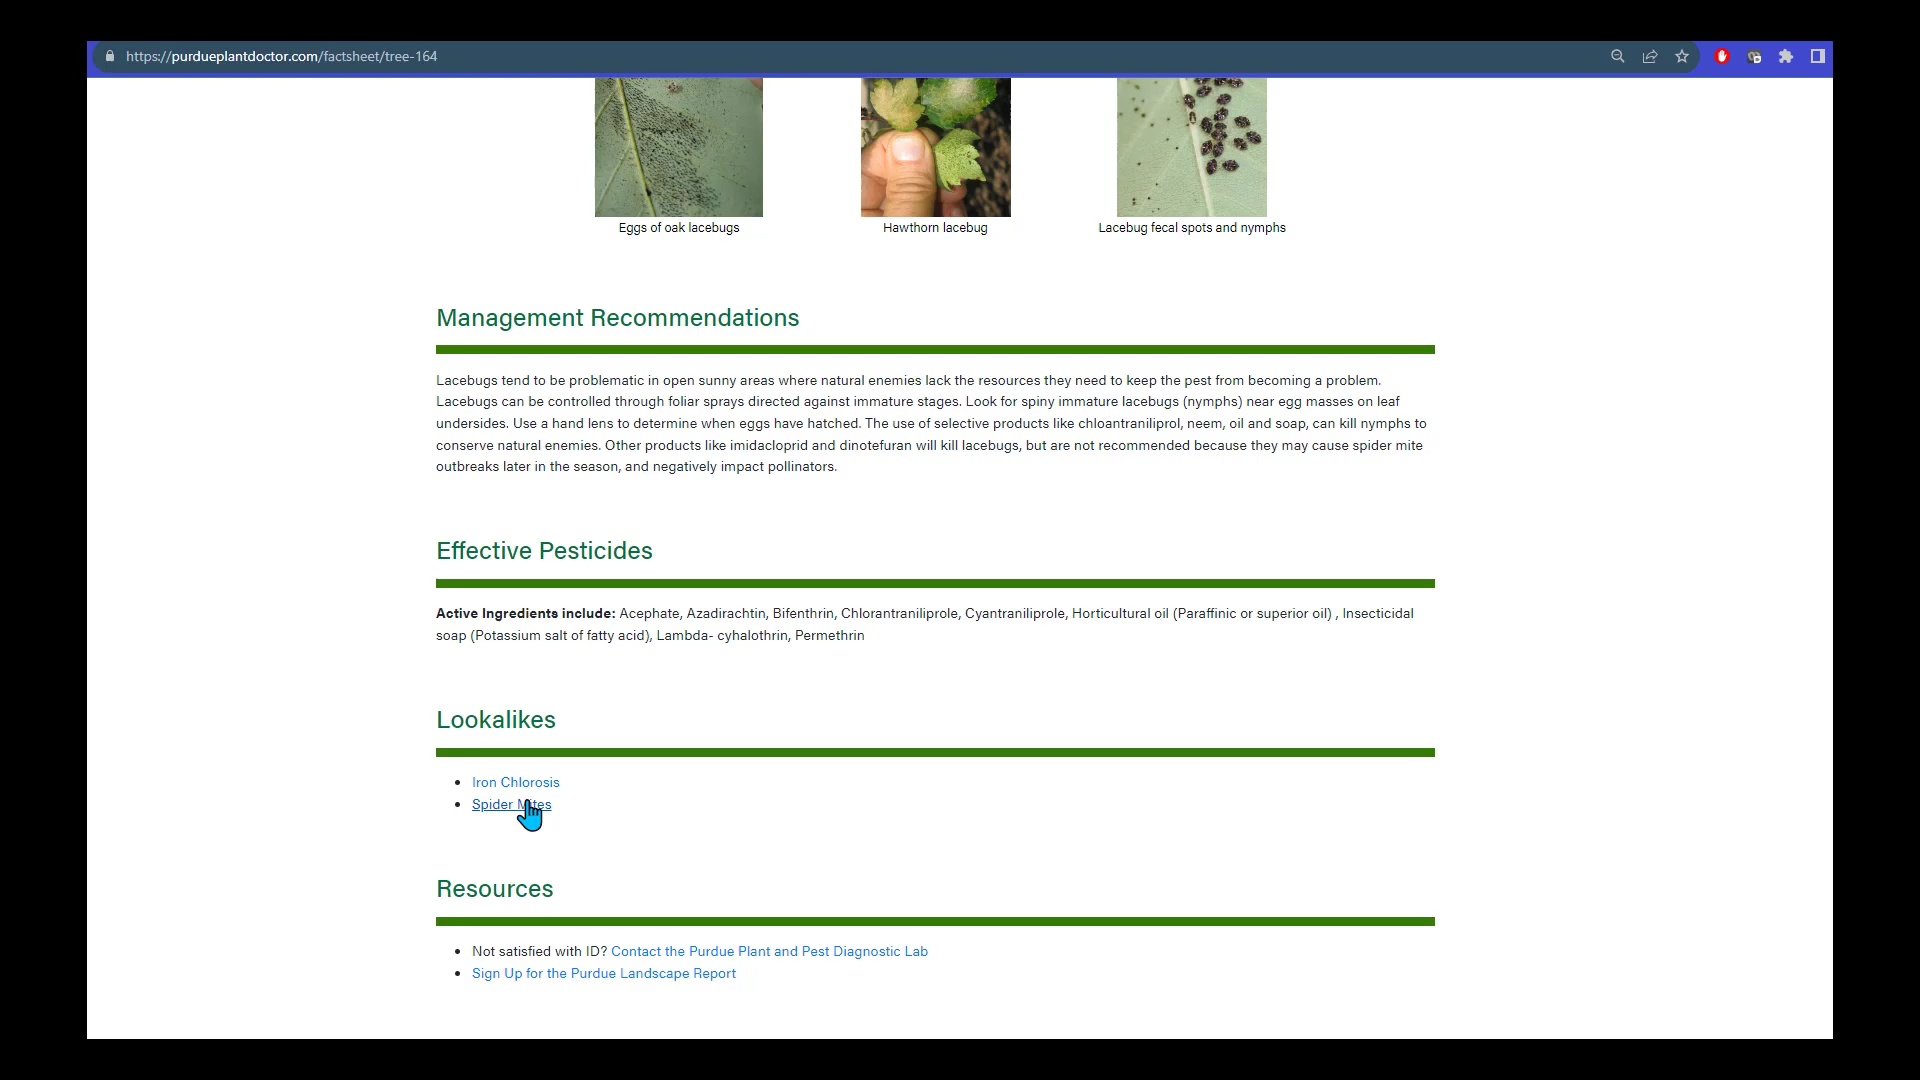 https://purdueplantdoctor.com/factsheet/tree-164
Eggs of oak lacebugs
Hawthorn lacebug
Lacebug fecal spots and nymphs
Management Recommendations
Lacebugs tend to be problematic in open sunny areas where natural enemies lack the resources they need to keep the pest from becoming a problem.
Lacebugs can be controlled through foliar sprays directed against immature stages. Look for spiny immature lacebugs (nymphs) near egg masses on leaf
undersides. Use a hand lens to determine when eggs have hatched. The use of selective products like chloantraniliprol, neem, oil and soap, can kill nymphs to
conserve natural enemies. Other products like imidacloprid and dinotefuran will kill lacebugs, but are not recommended because they may cause spider mite
outbreaks later in the season, and negatively impact pollinators.
Effective Pesticides
Active Ingredients include: Acephate, Azadirachtin, Bifenthrin, Chlorantraniliprole, Cyantraniliprole, Horticultural oil (Paraffinic or superior oil) , Insecticidal
soap (Potassium salt of fatty acid), Lambda- cyhalothrin, Permethrin
Lookalikes
Iron Chlorosis
Spider Mites
Resources
Not satisfied with ID? Contact the Purdue Plant and Pest Diagnostic Lab
Sign Up for the Purdue Landscape Report